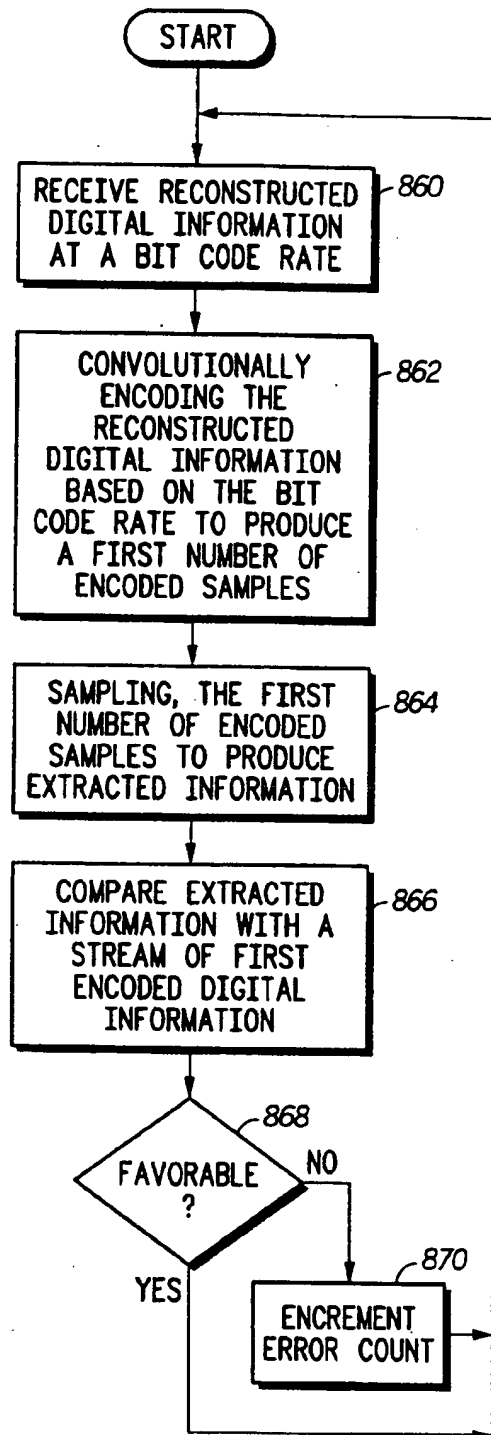 START
RECEIVE RECONSTRUCTED
DIGITAL INFORMATION
AT A BIT CODE RATE
860
CONVOLUTIONALLY
ENCODING THE
RECONSTRUCTED
DIGITAL INFORMATION
BASED ON THE BIT
CODE RATE TO PRODUCE
A FIRST NUMBER OF
ENCODED SAMPLES
862
SAMPLING, THE FIRST
NUMBER OF ENCODED
SAMPLES TO PRODUCE
EXTRACTED INFORMATION
864
COMPARE EXTRACTED
INFORMATION WITH A
STREAM OF FIRST
ENCODED DIGITAL
INFORMATION
866
FAVORABLE
?
868
NO
YES
ENCREMENT
ERROR COUNT
870